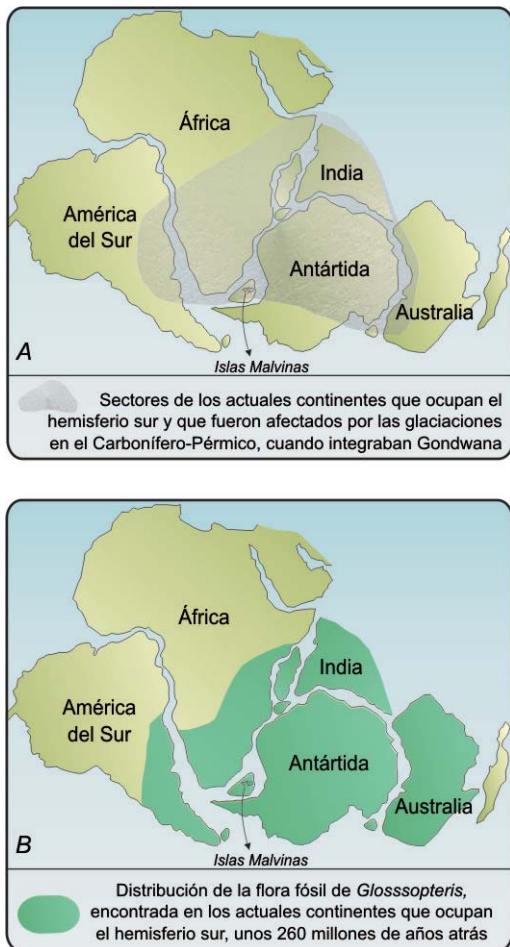 África
India
América
del Sur
Antártida
Australia
A
Islas Malvinas
Sectores de los actuales continentes que ocupan el
hemisferio sur y que fueron afectados por las glaciaciones
en el Carbonífero-Pérmico, cuando integraban Gondwana
África
India
América
del Sur
Antártida
Australia
B
Islas Malvinas
Distribución de la flora fósil de Glosssopteris,
encontrada en los actuales continentes que ocupan
el hemisferio sur, unos 260 millones de años atrás